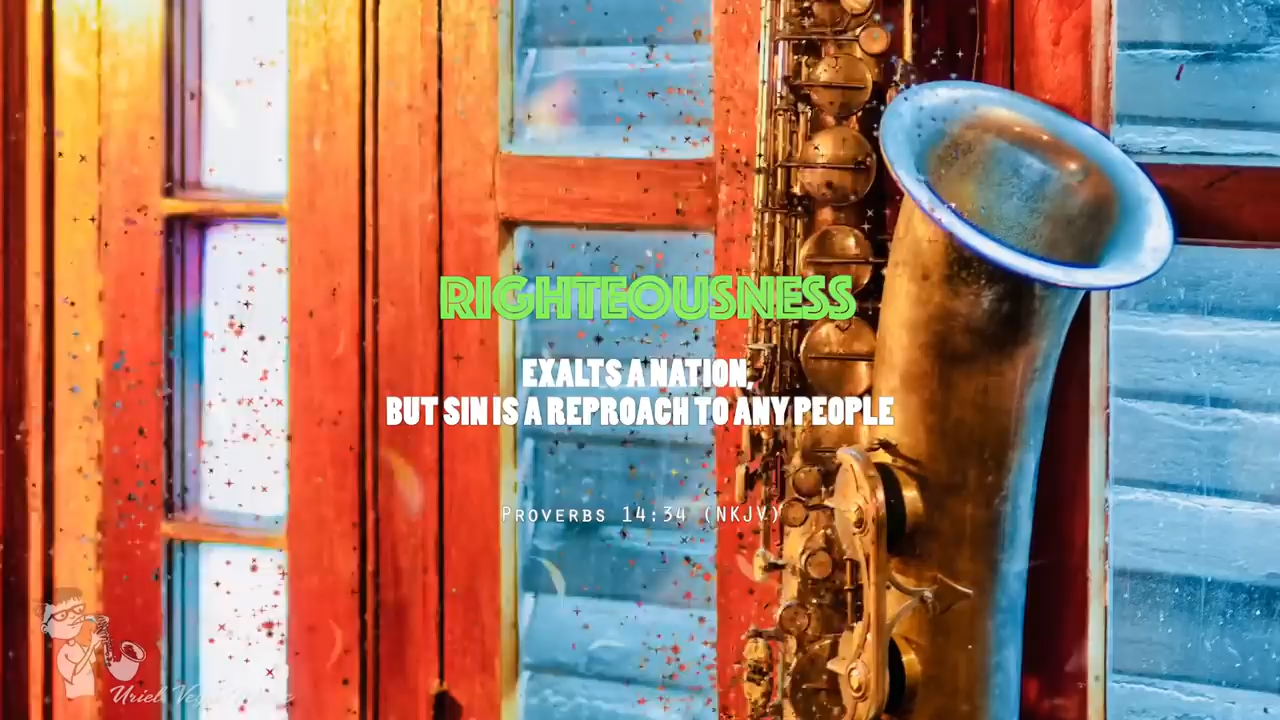 RIGHTEOUSNESS
EXALTS A NATION,
BUT SIN IS A REPROACH TO ANY PEOPLE
Proverbs 14:34 (NKJV)
Uriel